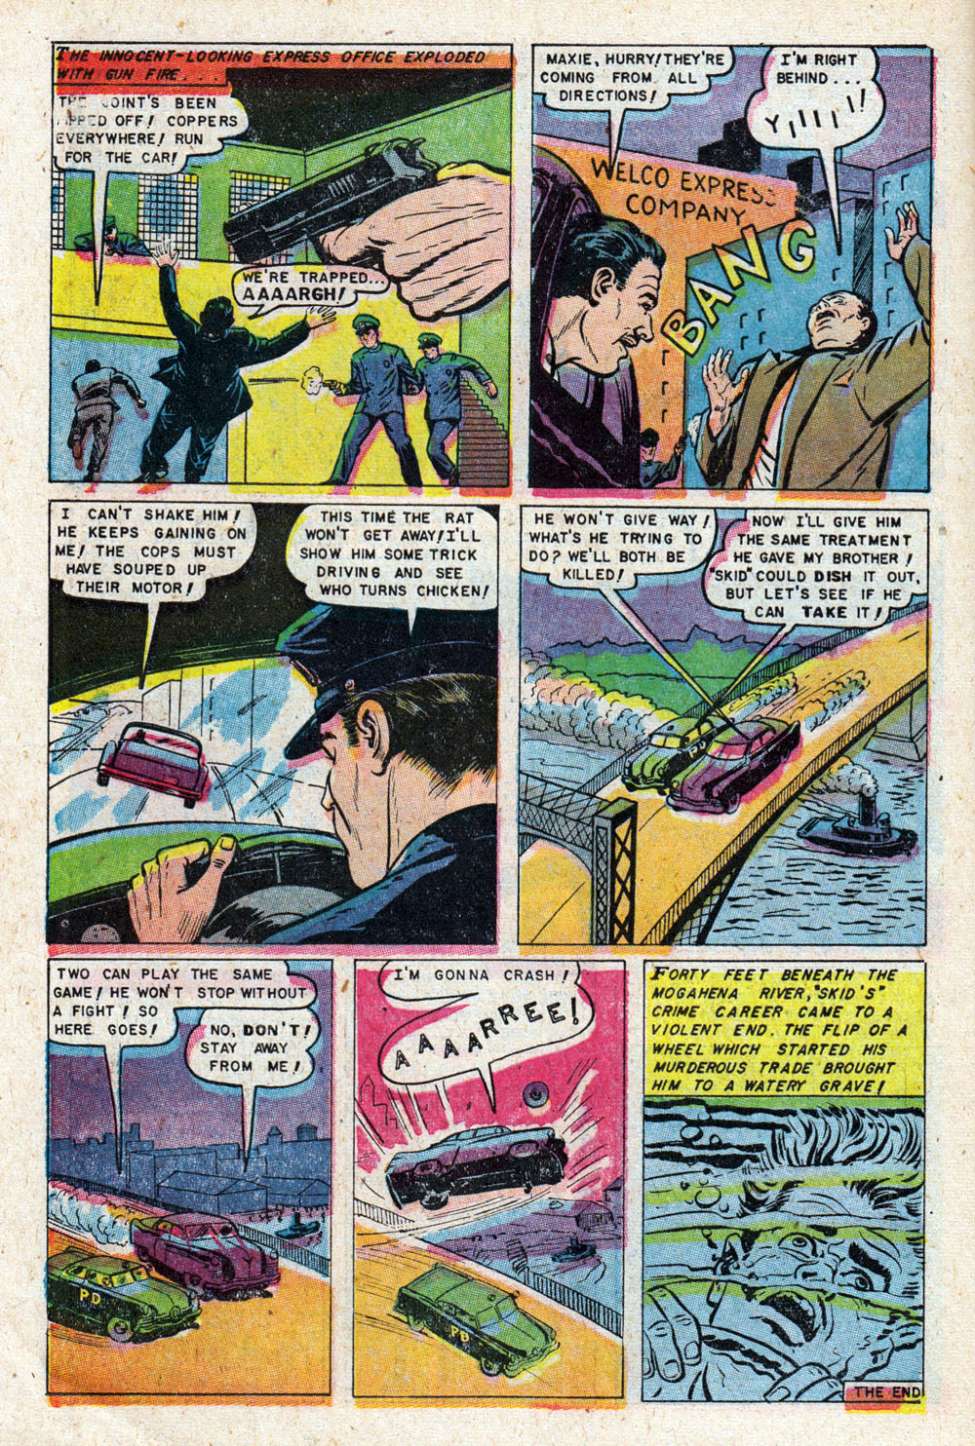 THE INNOCENT-LOOKING EXPRESS OFFICE EXPLODED
WITH GUN FIRE...
THE JOINT'S BEEN
TIPPED OFF! COPPERS
EVERYWHERE! RUN
FOR THE CAR!
WE'RE TRAPPED...
AAAARGH!
MAXIE, HURRY! THEY'RE
COMING FROM ALL
DIRECTIONS!
I'M RIGHT
BEHIND...
YIIIII!
WELCO EXPRESS
COMPANY
BANG
I CAN'T SHAKE HIM!
HE KEEPS GAINING ON
ME! THE COPS MUST
HAVE SOUPED UP
THEIR MOTOR!
THIS TIME THE RAT
WON'T GET AWAY! I'LL
SHOW HIM SOME TRICK
DRIVING AND SEE
WHO TURNS CHICKEN!
HE WON'T GIVE WAY!
WHAT'S HE TRYING TO
DO? WE'LL BOTH BE
KILLED!
NOW I'LL GIVE HIM
THE SAME TREATMENT
HE GAVE MY BROTHER!
"SKID" COULD DISH IT OUT,
BUT LET'S SEE IF HE
CAN TAKE IT!
PD
TWO CAN PLAY THE SAME
GAME! HE WON'T STOP WITHOUT
A FIGHT! SO
HERE GOES!
NO, DON'T!
STAY AWAY
FROM ME!
PD
I'M GONNA CRASH!
AAAARREE!
PD
FORTY FEET BENEATH THE
MOGAHENA RIVER, "SKID'S"
CRIME CAREER CAME TO A
VIOLENT END. THE FLIP OF A
WHEEL WHICH STARTED HIS
MURDEROUS TRADE BROUGHT
HIM TO A WATERY GRAVE!
THE END